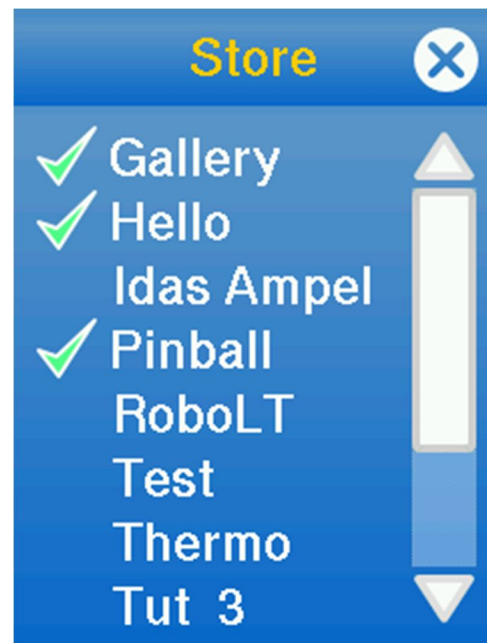 Store
Gallery
Hello
Idas Ampel
Pinball
RoboLT
Test
Thermo
Tut 3